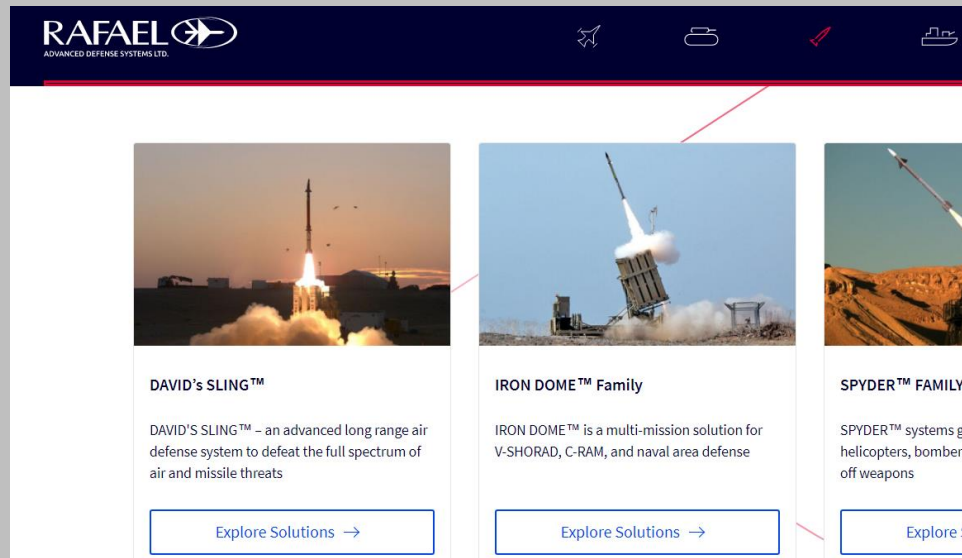 RAFAEL
ADVANCED DEFENSE SYSTEMS LTD.
DAVID's SLING™
DAVID'S SLING™ – an advanced long range air
defense system to defeat the full spectrum of
air and missile threats
Explore Solutions →
IRON DOME™ Family
IRON DOME™ is a multi-mission solution for
V-SHORAD, C-RAM, and naval area defense
Explore Solutions →
SPYDER™ FAMILY
SPYDER™ systems
helicopters,
off weapons
Explore